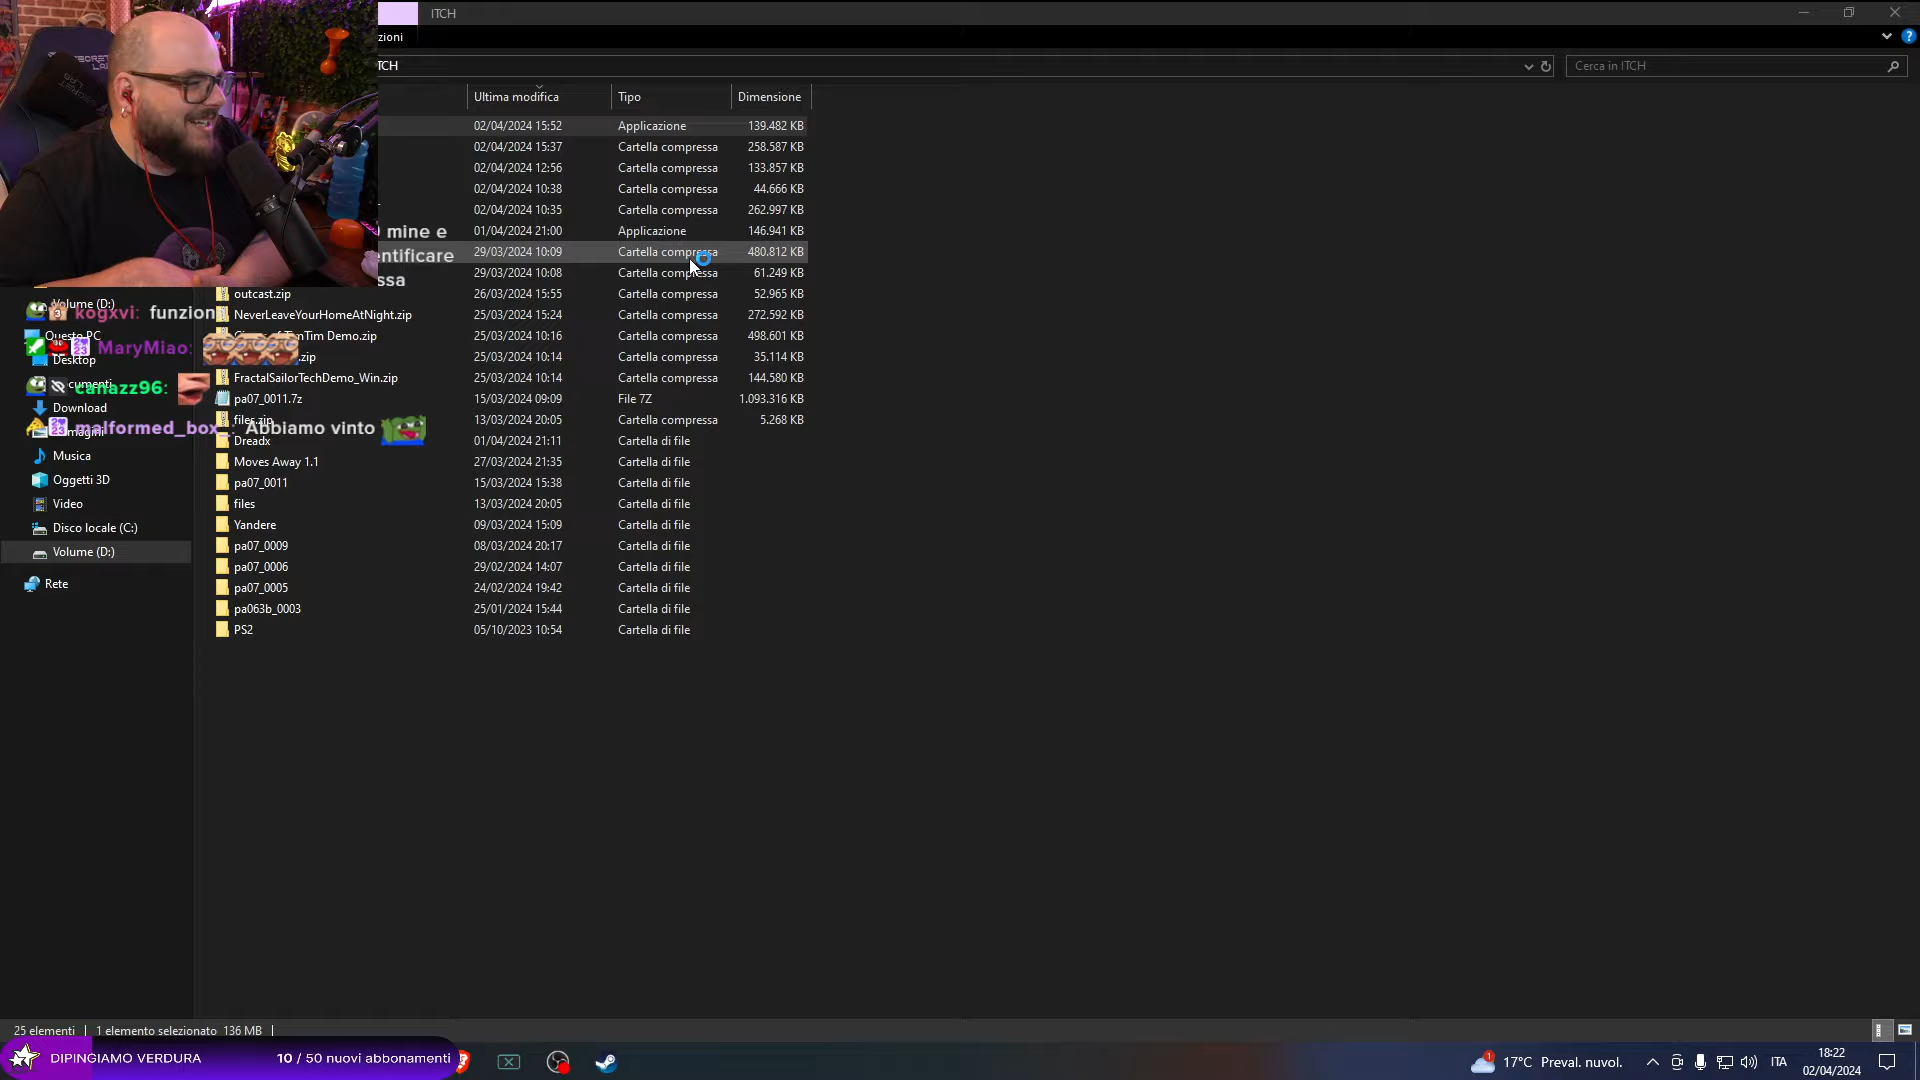 ITCH
zioni
TCH
Cerca in ITCH
Ultima modifica Tipo Dimensione
02/04/2024 15:52 Applicazione 139.482 KB
02/04/2024 15:37 Cartella compressa 258.587 KB
02/04/2024 12:56 Cartella compressa 133.857 KB
02/04/2024 10:38 Cartella compressa 44.666 KB
02/04/2024 10:35 Cartella compressa 262.997 KB
mine e
01/04/2024 21:00 Applicazione 146.941 KB
entificare
29/03/2024 10:09 Cartella compressa 480.812 KB
ssa
29/03/2024 10:08 Cartella compressa 61.249 KB
outcast.zip 26/03/2024 15:55 Cartella compressa 52.965 KB
Volume (D:)
kogxvi: funzion
NeverLeaveYourHomeAtNight.zip 25/03/2024 15:24 Cartella compressa 272.592 KB
Questo PC
TimTim Demo.zip 25/03/2024 10:16 Cartella compressa 498.601 KB
MaryMiao:
Desktop
.zip 25/03/2024 10:14 Cartella compressa 35.114 KB
FractalSailorTechDemo_Win.zip 25/03/2024 10:14 Cartella compressa 144.580 KB
canazz96:
Download
pa07_0011.7z 15/03/2024 09:09 File 7Z 1.093.316 KB
files.zip 13/03/2024 20:05 Cartella compressa 5.268 KB
malformed_box_: Abbiamo vinto
Dreadx 01/04/2024 21:11 Cartella di file
Musica
Moves Away 1.1 27/03/2024 21:35 Cartella di file
Oggetti 3D
pa07_0011 15/03/2024 15:38 Cartella di file
Video
files 13/03/2024 20:05 Cartella di file
Disco locale (C:)
Yandere 09/03/2024 15:09 Cartella di file
Volume (D:)
pa07_0009 08/03/2024 20:17 Cartella di file
pa07_0006 29/02/2024 14:07 Cartella di file
Rete
pa07_0005 24/02/2024 19:42 Cartella di file
pa063b_0003 25/01/2024 15:44 Cartella di file
PS2 05/10/2023 10:54 Cartella di file
25 elementi 1 elemento selezionato 136 MB
DIPINGIAMO VERDURA 10 / 50 nuovi abbonamenti
1
17°C Preval. nuvol.
ITA
18:22
02/04/2024